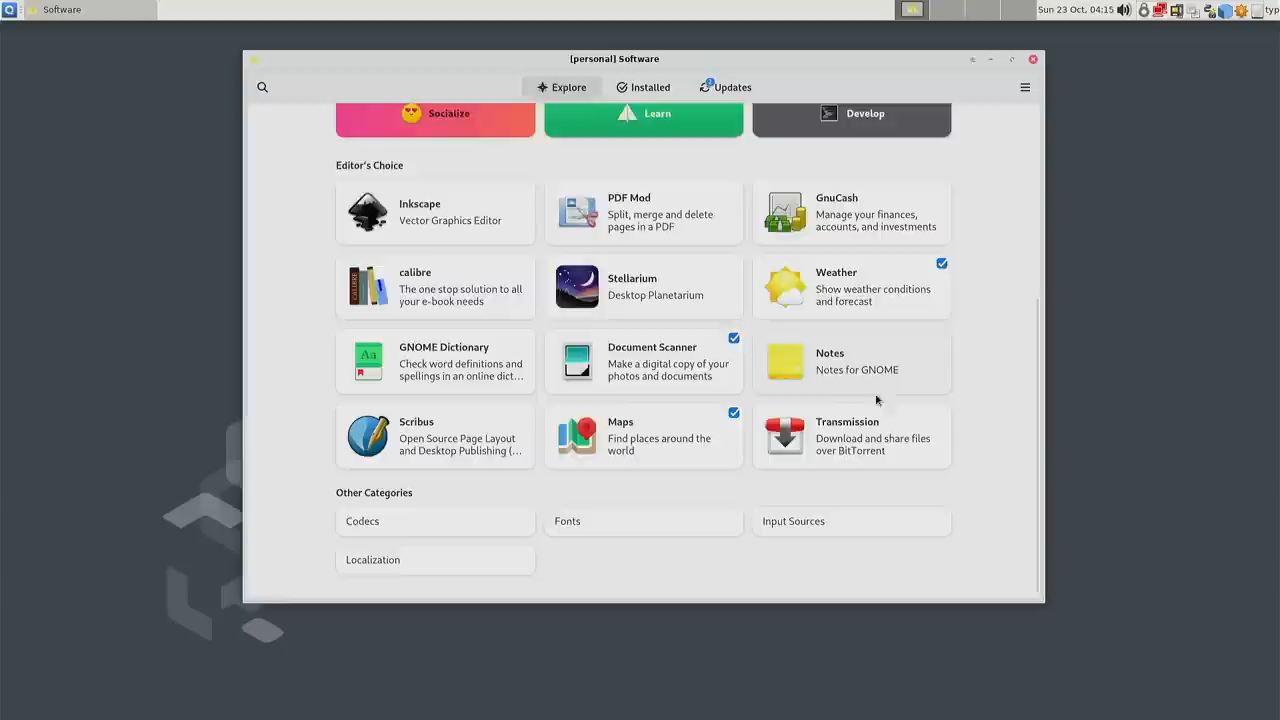 Software
Sun 23 Oct, 04:15
typ
[personal] Software
Explore
Installed
2
Updates
Socialize
Learn
Develop
Editor's Choice
Inkscape
Vector Graphics Editor
PDF Mod
Split, merge and delete
pages in a PDF
GnuCash
Manage your finances,
accounts, and investments
calibre
The one stop solution to all
your e-book needs
Stellarium
Desktop Planetarium
Weather
Show weather conditions
and forecast
Aa
GNOME Dictionary
Check word definitions and
spellings in an online dict…
Document Scanner
Make a digital copy of your
photos and documents
Notes
Notes for GNOME
Scribus
Open Source Page Layout
and Desktop Publishing (…
Maps
Find places around the
world
Transmission
Download and share files
over BitTorrent
Other Categories
Codecs
Fonts
Input Sources
Localization